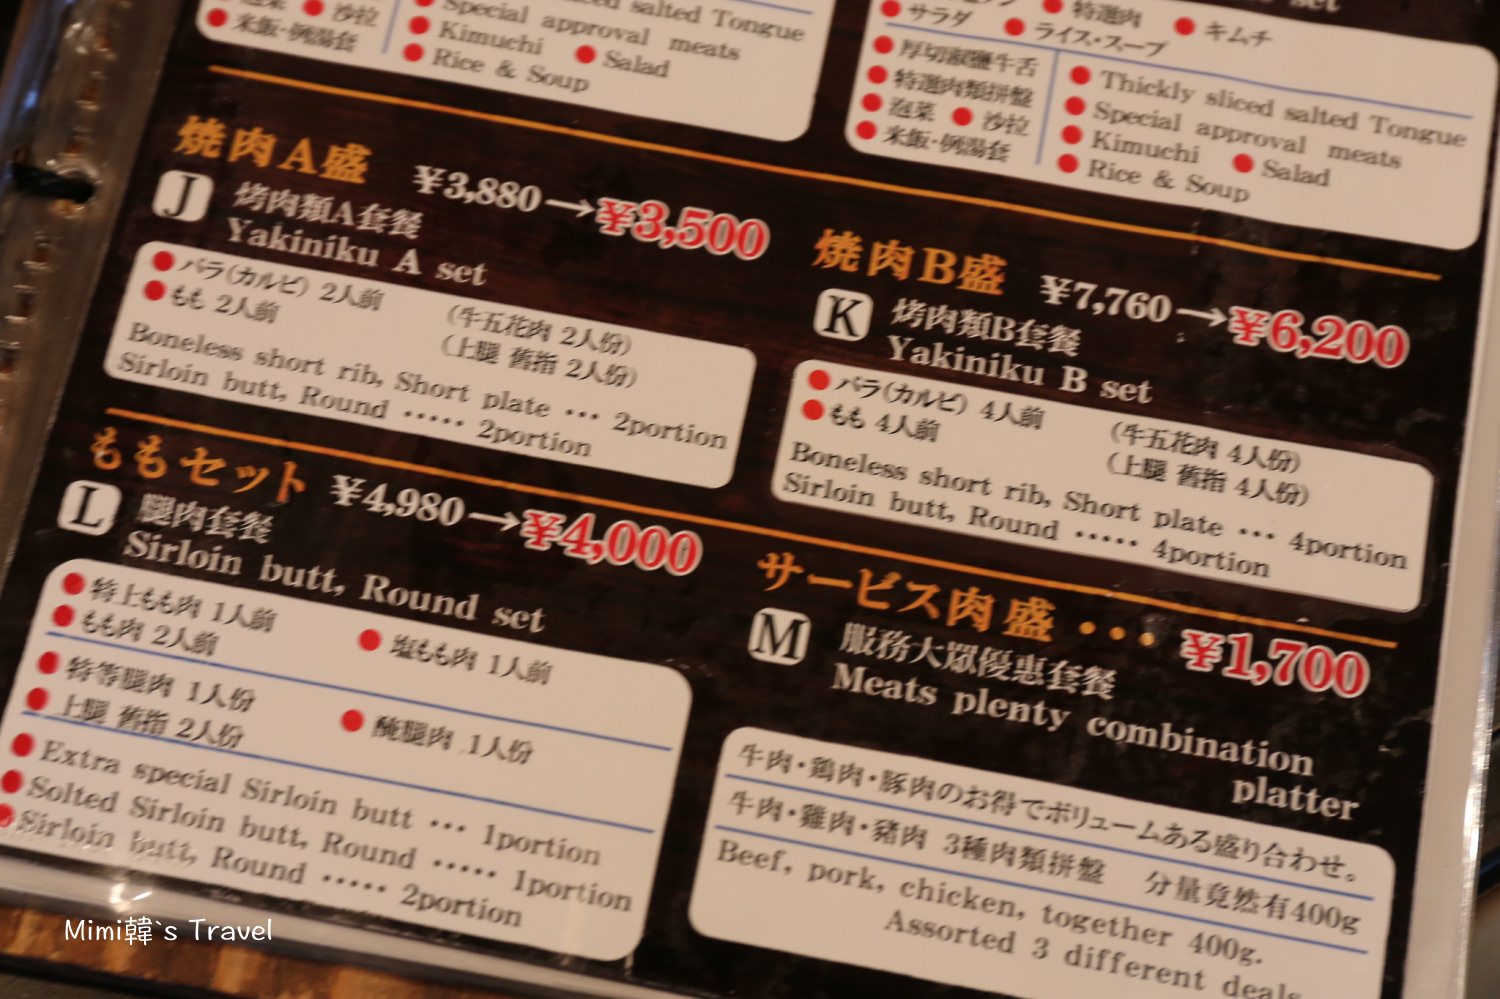 沙拉
米飯·例湯套
sliced salted Tongue
Special approval meats
Kimuchi
Salad
Rice & Soup
set
サラダ
特選肉
キムチ
ライス・スープ
厚切椒鹽牛舌
特選肉類拼盤
泡菜
沙拉
米飯·例湯套
Thickly sliced salted Tongue
Special approval meats
Kimuchi
Salad
Rice & Soup
焼肉A盛
¥3,880→¥3,500
J
烤肉類A套餐
Yakiniku A set
バラ(カルビ) 2人前
(牛五花肉 2人份)
もも 2人前
(上腿 舊指 2人份)
Boneless short rib, Short plate ••• 2portion
Sirloin butt, Round ••••• 2portion
焼肉B盛
¥7,760→¥6,200
K
烤肉類B套餐
Yakiniku B set
バラ(カルビ) 4人前
(牛五花肉 4人份)
もも 4人前
(上腿 舊指 4人份)
Boneless short rib, Short plate ••• 4portion
Sirloin butt, Round ••••• 4portion
ももセット
¥4,980→¥4,000
L
腿肉套餐
Sirloin butt, Round set
特上もも肉 1人前
塩もも肉 1人前
もも肉 2人前
特等腿肉 1人份
醃腿肉 1人份
上腿 舊指 2人份
Extra special Sirloin butt ••• 1portion
Solted Sirloin butt, Round ••••• 1portion
Sirloin butt, Round ••••• 2portion
サービス肉盛 ••• ¥1,700
M
服務大眾優惠套餐
Meats plenty combination
platter
牛肉・鶏肉・豚肉のお得でボリュームある盛り合わせ。
牛肉・雞肉・豬肉 3種肉類拼盤 分量竟然有400g
Beef, pork, chicken, together 400g.
Assorted 3 different deals
Mimi韓`s Travel